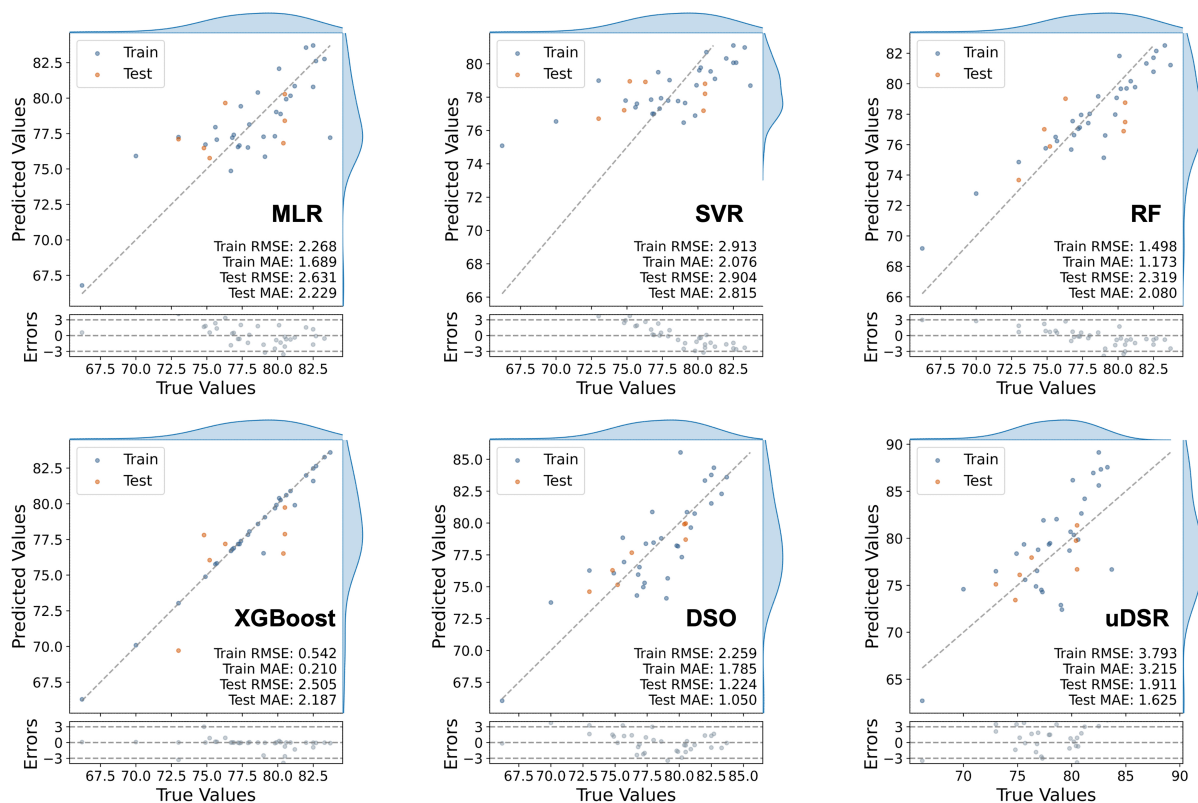 Train
Test
82.5
80.0
77.5
75.0
72.5
70.0
67.5
Predicted Values
MLR
Train RMSE: 2.268
Train MAE: 1.689
Test RMSE: 2.631
Test MAE: 2.229
3
0
−3
Errors
67.5 70.0 72.5 75.0 77.5 80.0 82.5
True Values
Train
Test
80
78
76
74
72
70
68
66
Predicted Values
SVR
Train RMSE: 2.913
Train MAE: 2.076
Test RMSE: 2.904
Test MAE: 2.815
3
0
−3
Errors
67.5 70.0 72.5 75.0 77.5 80.0 82.5
True Values
Train
Test
82
80
78
76
74
72
70
68
66
Predicted Values
RF
Train RMSE: 1.498
Train MAE: 1.173
Test RMSE: 2.319
Test MAE: 2.080
3
0
−3
Errors
67.5 70.0 72.5 75.0 77.5 80.0 82.5
True Values
Train
Test
82.5
80.0
77.5
75.0
72.5
70.0
67.5
Predicted Values
XGBoost
Train RMSE: 0.542
Train MAE: 0.210
Test RMSE: 2.505
Test MAE: 2.187
3
0
−3
Errors
67.5 70.0 72.5 75.0 77.5 80.0 82.5
True Values
Train
Test
85.0
82.5
80.0
77.5
75.0
72.5
70.0
67.5
Predicted Values
DSO
Train RMSE: 2.259
Train MAE: 1.785
Test RMSE: 1.224
Test MAE: 1.050
3
0
−3
Errors
67.5 70.0 72.5 75.0 77.5 80.0 82.5 85.0
True Values
Train
Test
90
85
80
75
70
65
Predicted Values
uDSR
Train RMSE: 3.793
Train MAE: 3.215
Test RMSE: 1.911
Test MAE: 1.625
3
0
−3
Errors
70 75 80 85 90
True Values